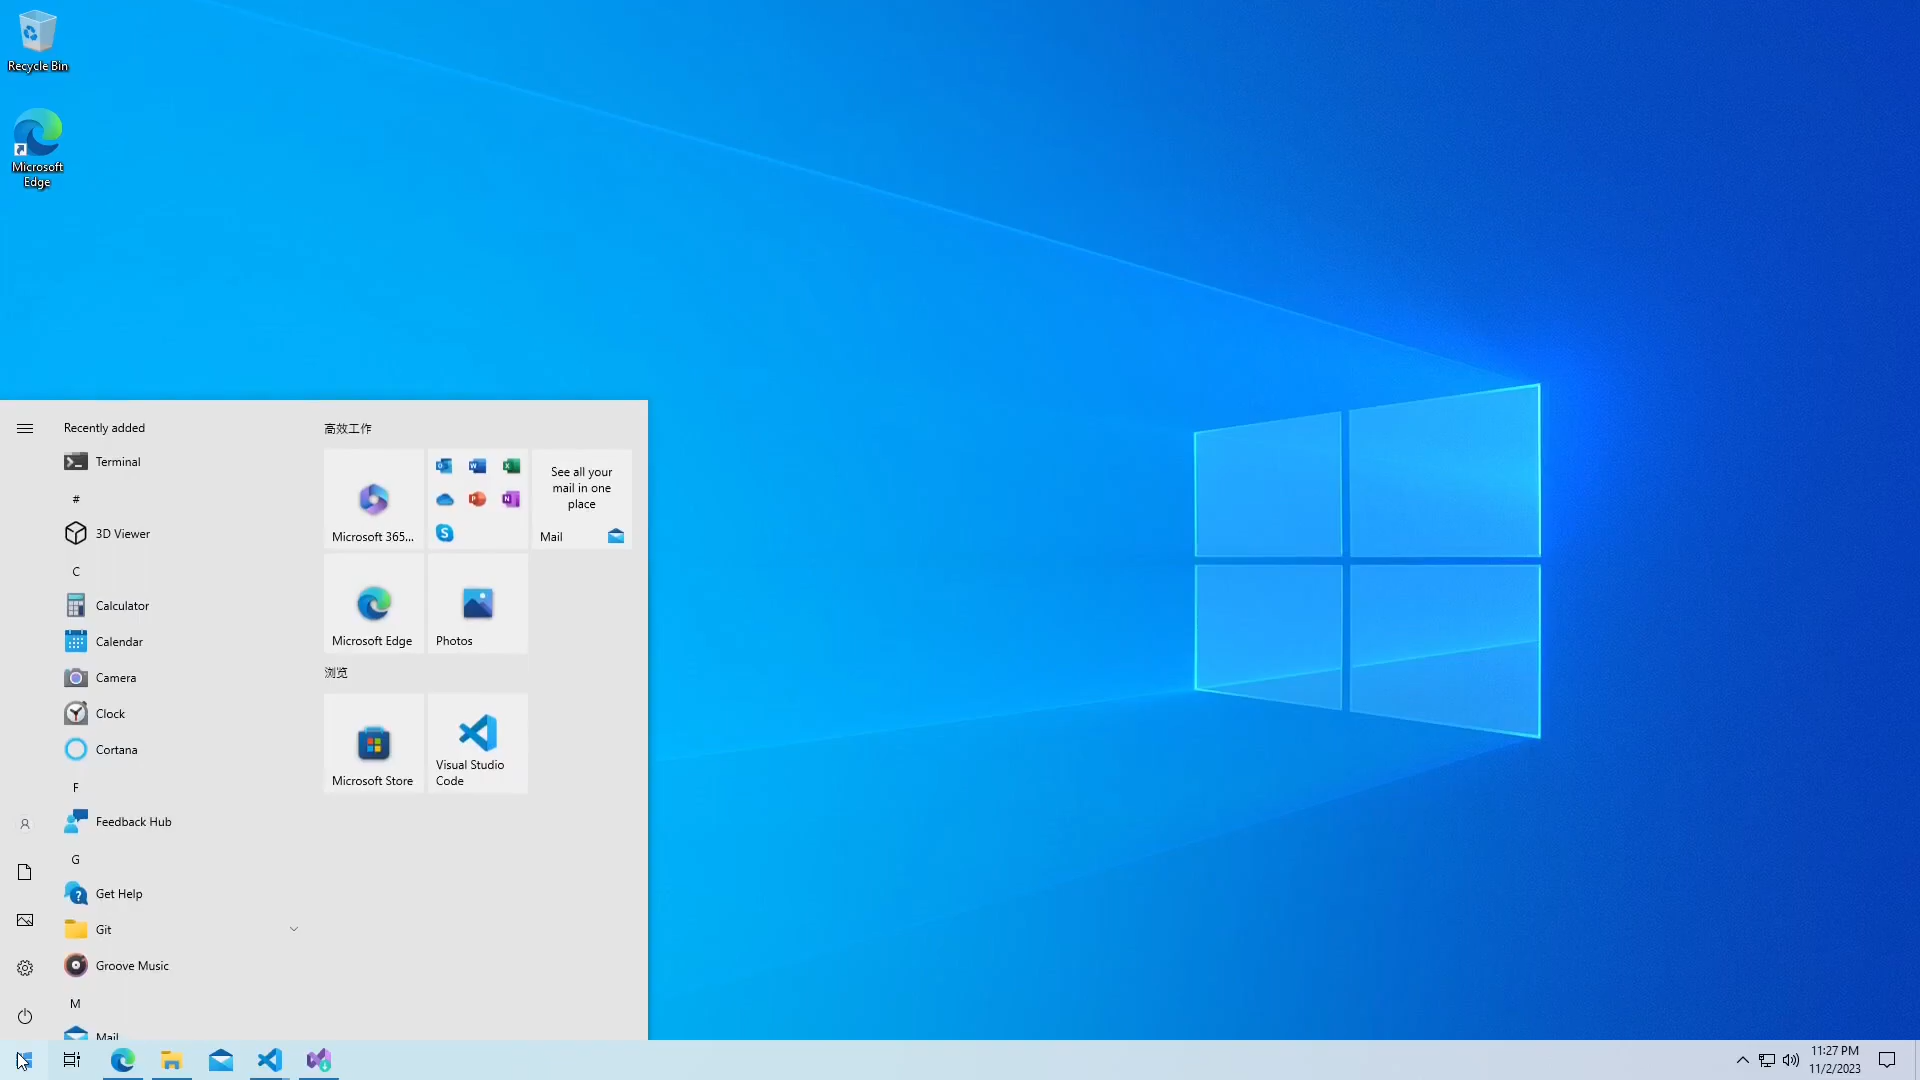 Recycle Bin
Microsoft
Edge
Recently added
Terminal
#
3D Viewer
C
Calculator
Calendar
Camera
Clock
Cortana
F
Feedback Hub
G
Get Help
Git
Groove Music
M
Mail
高效工作
Microsoft 365...
See all your
mail in one
place
Mail
Microsoft Edge
Photos
浏览
Microsoft Store
Visual Studio
Code
11:27 PM
11/2/2023